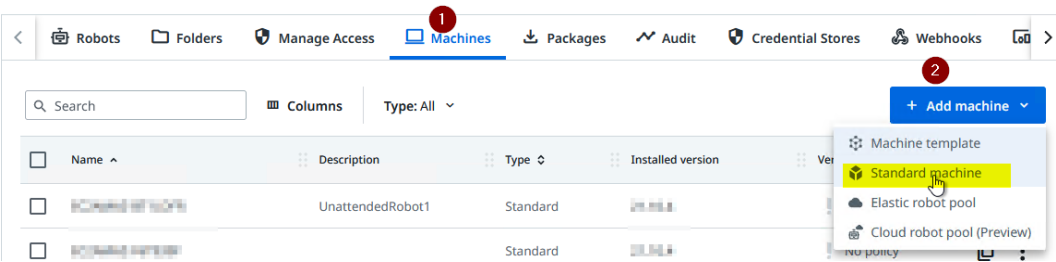 1
Robots Folders Manage Access Machines Packages Audit Credential Stores Webhooks
2
Search Columns Type: All + Add machine
Machine template
Name Description Type Installed version Ver
Standard machine
UnattendedRobot1 Standard
Elastic robot pool
Cloud robot pool (Preview)
Standard No policy